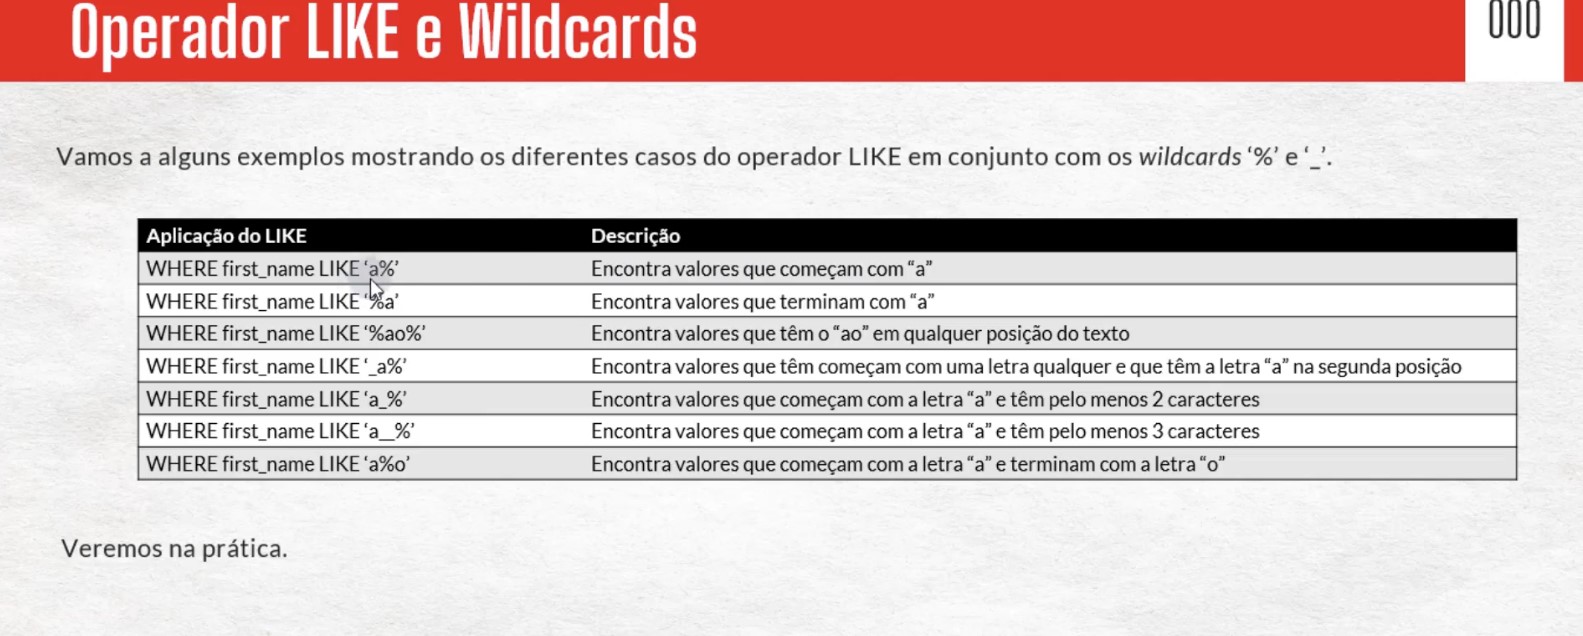 Operador LIKE e Wildcards
000
Vamos a alguns exemplos mostrando os diferentes casos do operador LIKE em conjunto com os wildcards ‘%’ e ‘_’.
Aplicação do LIKE Descrição
WHERE first_name LIKE ‘a%’ Encontra valores que começam com “a”
WHERE first_name LIKE ‘%a’ Encontra valores que terminam com “a”
WHERE first_name LIKE ‘%ao%’ Encontra valores que têm o “ao” em qualquer posição do texto
WHERE first_name LIKE ‘_a%’ Encontra valores que têm começam com uma letra qualquer e que têm a letra “a” na segunda posição
WHERE first_name LIKE ‘a_%’ Encontra valores que começam com a letra “a” e têm pelo menos 2 caracteres
WHERE first_name LIKE ‘a__%’ Encontra valores que começam com a letra “a” e têm pelo menos 3 caracteres
WHERE first_name LIKE ‘a%o’ Encontra valores que começam com a letra “a” e terminam com a letra “o”
Veremos na prática.